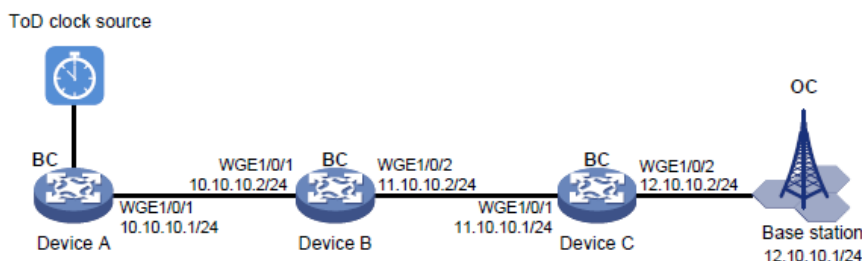 ToD clock source
OC
BC
WGE1/0/1
10.10.10.2/24
BC
WGE1/0/2
11.10.10.2/24
BC
WGE1/0/2
12.10.10.2/24
WGE1/0/1
10.10.10.1/24
WGE1/0/1
11.10.10.1/24
Device A
Device B
Device C
Base station
12.10.10.1/24